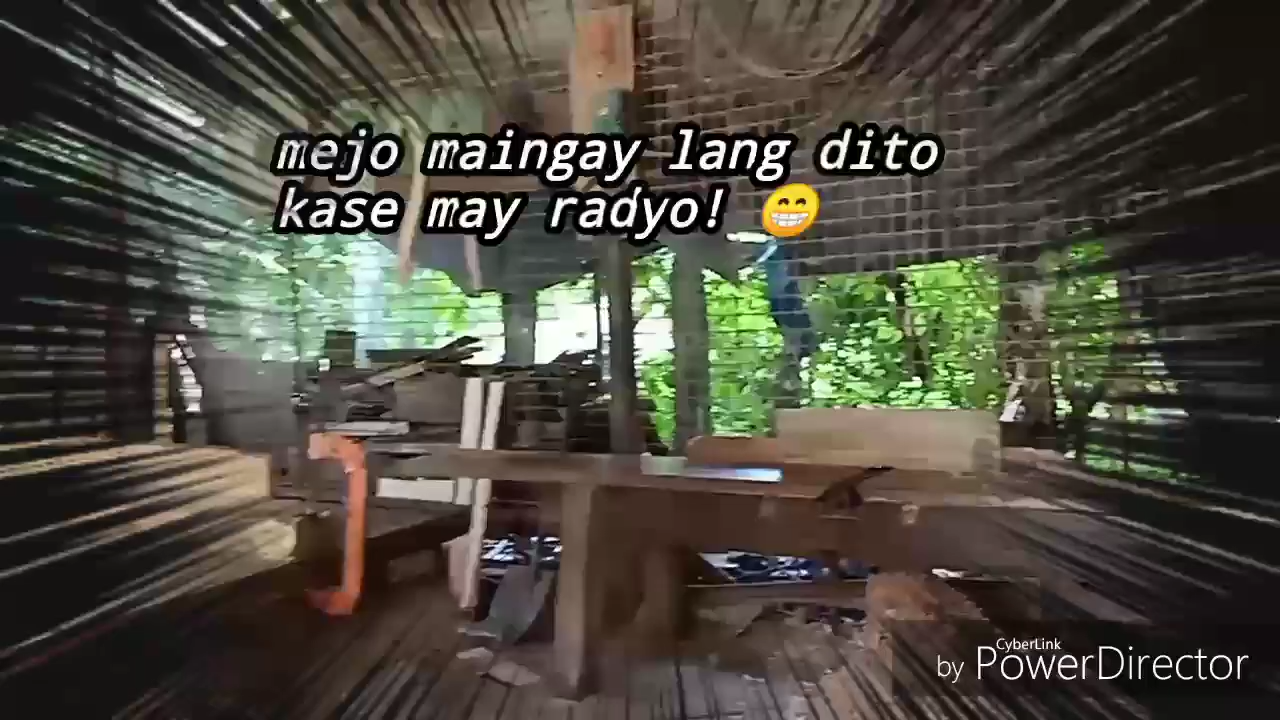 mejo maingay lang dito
kase may radyo! 😁
CyberLink
by PowerDirector